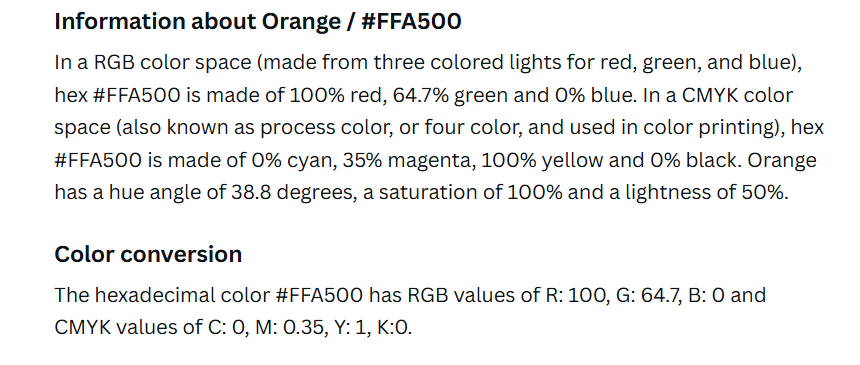 Information about Orange / #FFA500
In a RGB color space (made from three colored lights for red, green, and blue),
hex #FFA500 is made of 100% red, 64.7% green and 0% blue. In a CMYK color
space (also known as process color, or four color, and used in color printing), hex
#FFA500 is made of 0% cyan, 35% magenta, 100% yellow and 0% black. Orange
has a hue angle of 38.8 degrees, a saturation of 100% and a lightness of 50%.
Color conversion
The hexadecimal color #FFA500 has RGB values of R: 100, G: 64.7, B: 0 and
CMYK values of C: 0, M: 0.35, Y: 1, K:0.